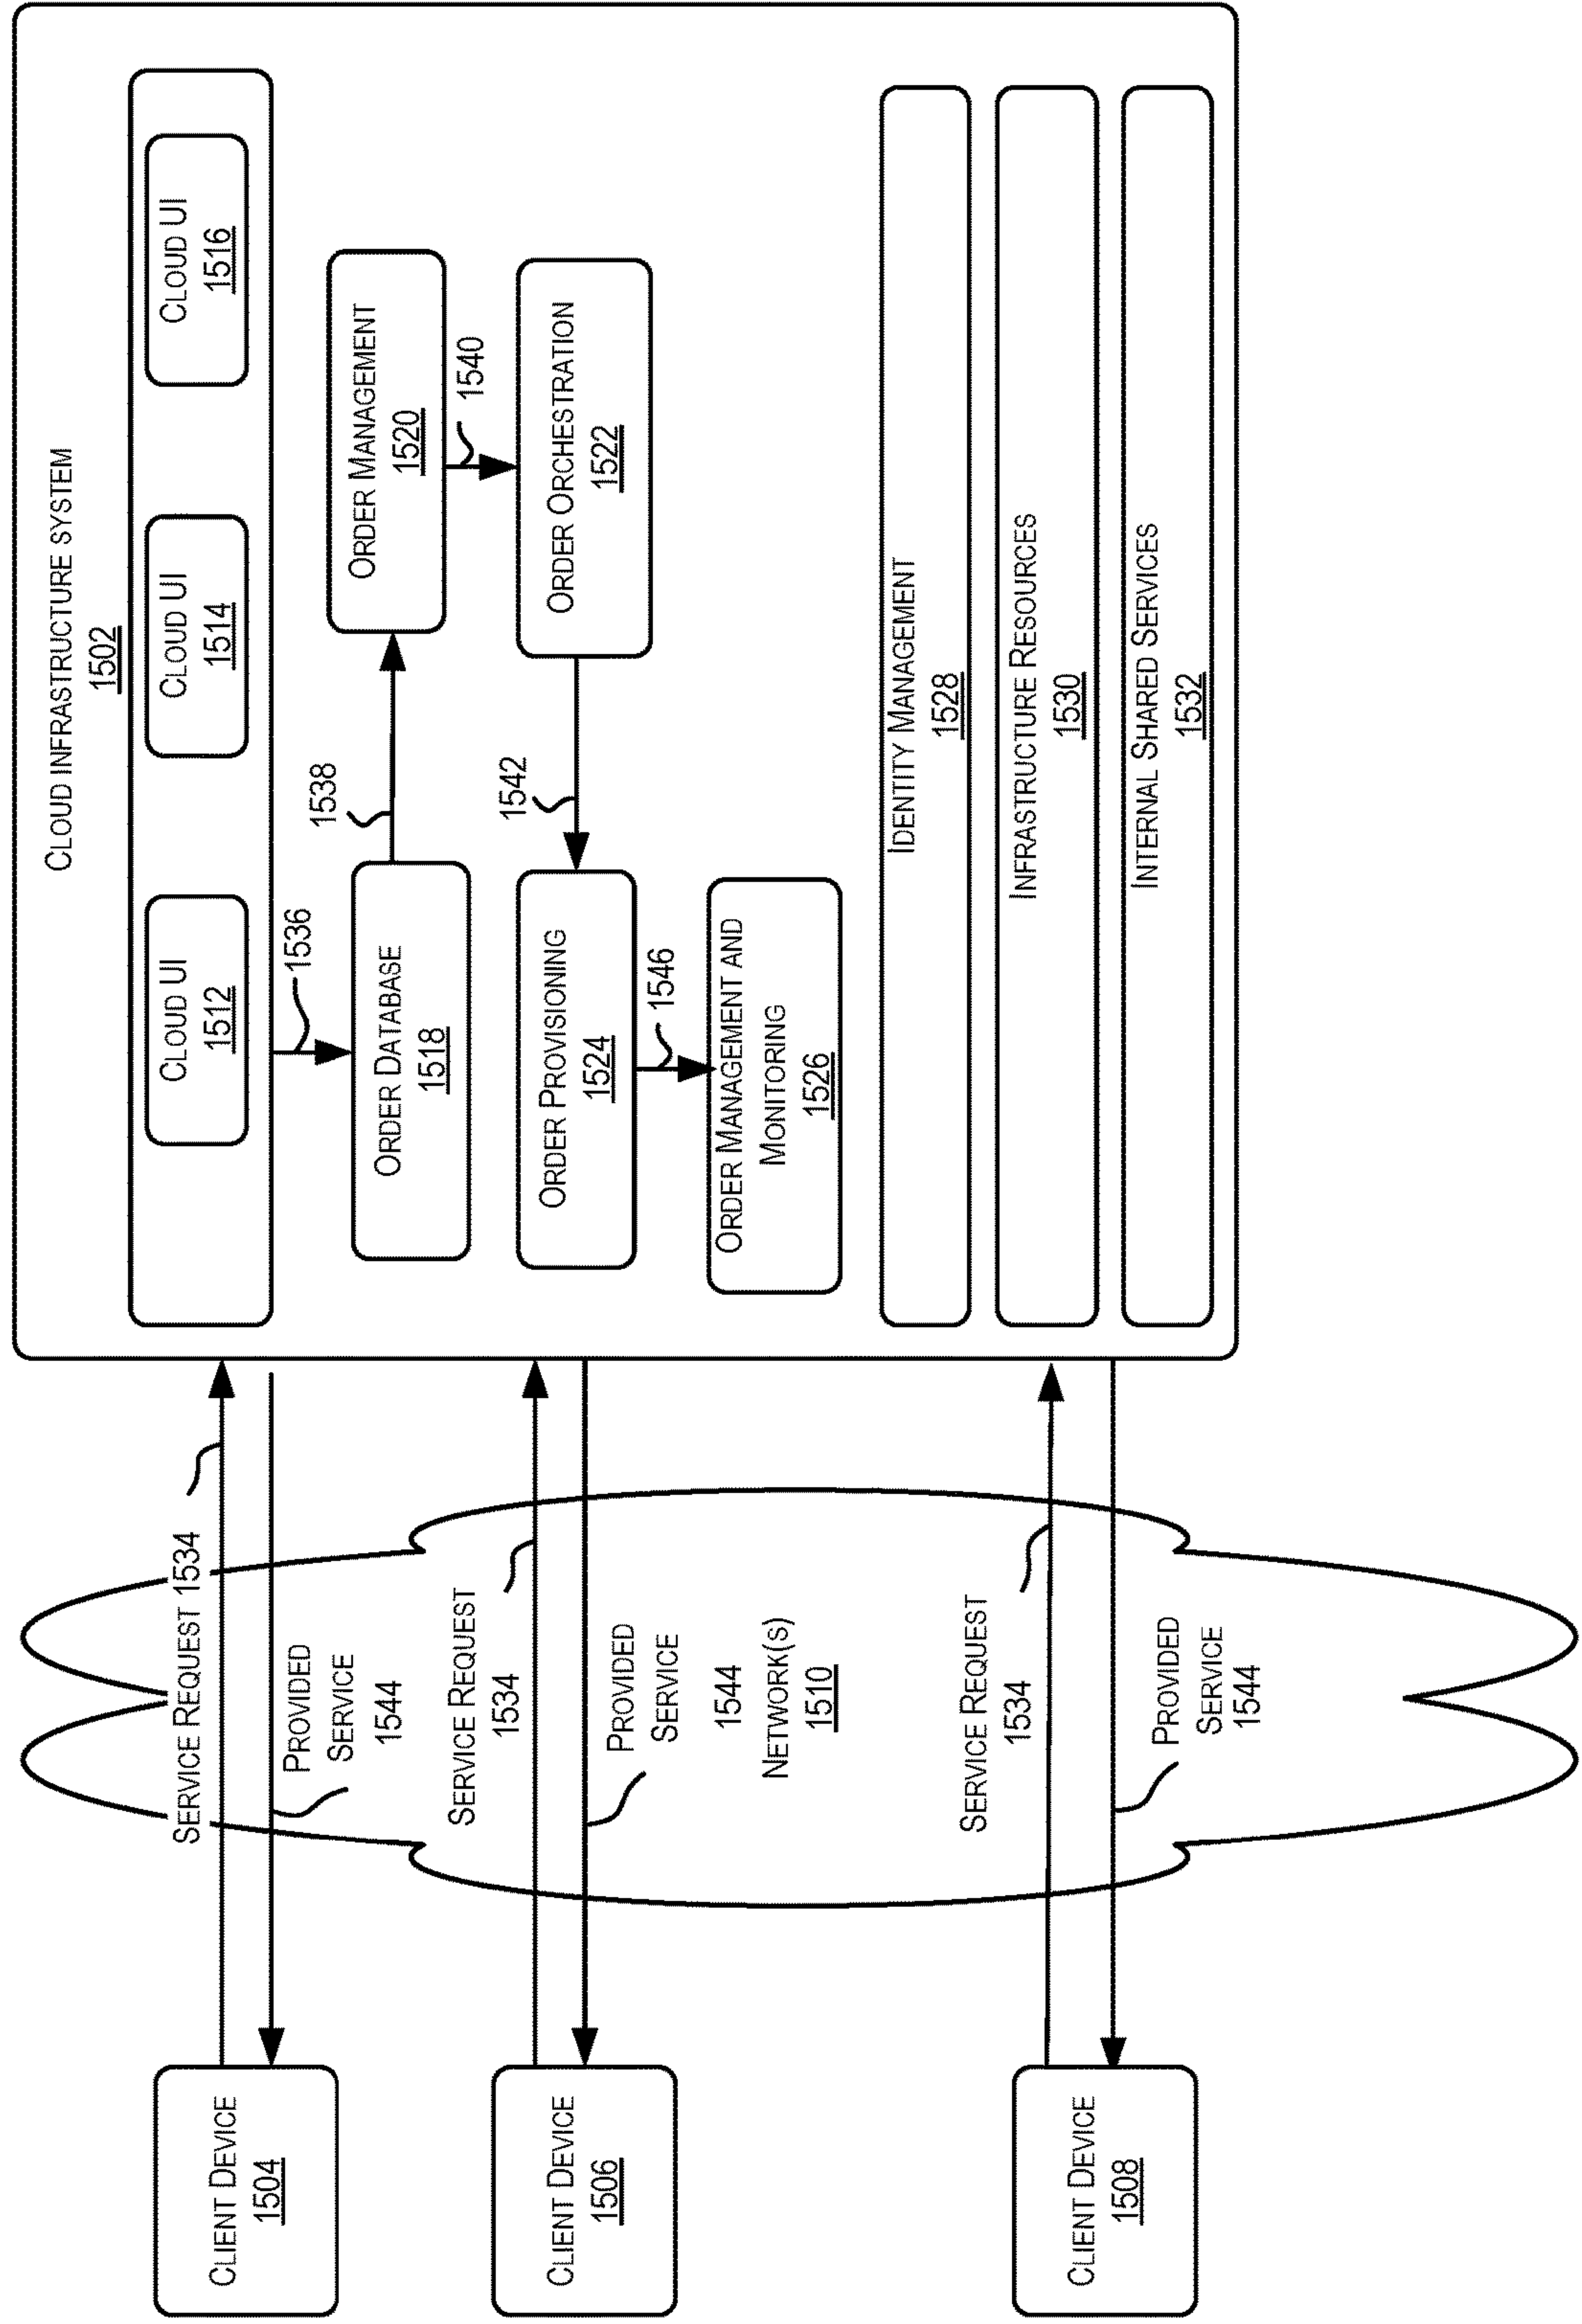 CLOUD INFRASTRUCTURE SYSTEM
1502
CLOUD UI
1512
CLOUD UI
1514
CLOUD UI
1516
1536
ORDER DATABASE
1518
1538
ORDER MANAGEMENT
1520
1540
ORDER ORCHESTRATION
1522
1542
ORDER PROVISIONING
1524
1546
ORDER MANAGEMENT AND
MONITORING
1526
IDENTITY MANAGEMENT
1528
INFRASTRUCTURE RESOURCES
1530
INTERNAL SHARED SERVICES
1532
CLIENT DEVICE
1504
SERVICE REQUEST 1534
PROVIDED
SERVICE
1544
CLIENT DEVICE
1506
SERVICE REQUEST
1534
PROVIDED
SERVICE
1544
NETWORK(S)
1510
CLIENT DEVICE
1508
SERVICE REQUEST
1534
PROVIDED
SERVICE
1544